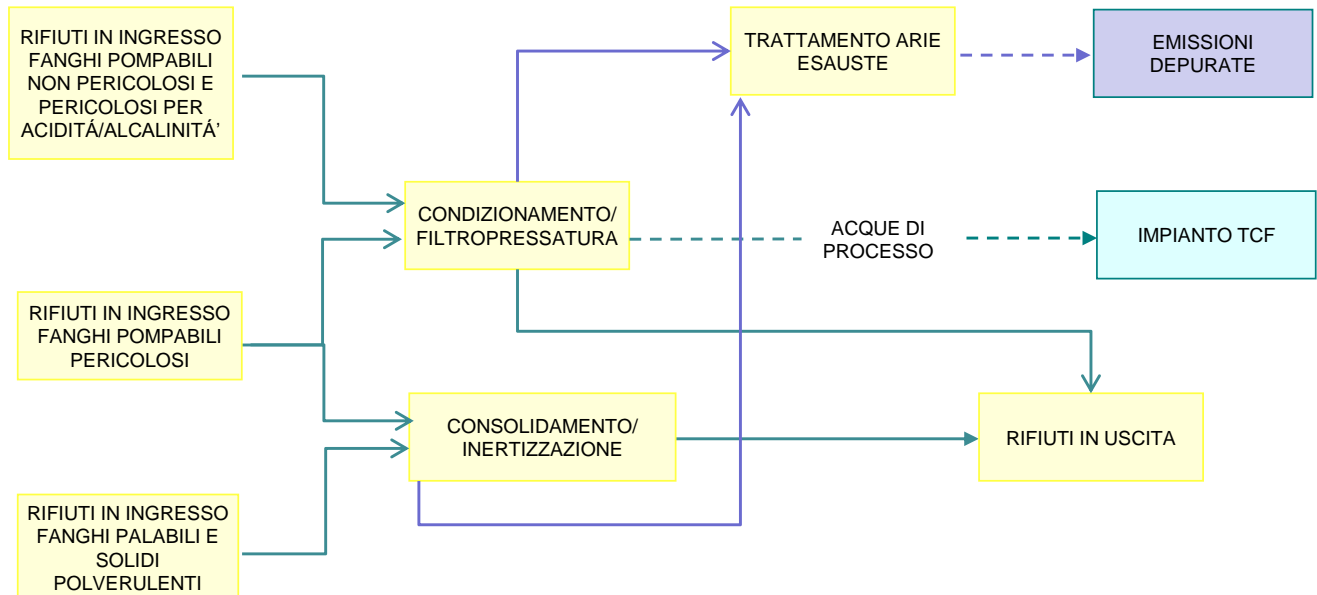 RIFIUTI IN INGRESSO
FANGHI POMPABILI
NON PERICOLOSI E
PERICOLOSI PER
ACIDITÁ/ALCALINITÁ’
TRATTAMENTO ARIE
ESAUSTE
EMISSIONI
DEPURATE
CONDIZIONAMENTO/
FILTROPRESSATURA
ACQUE DI
PROCESSO
IMPIANTO TCF
RIFIUTI IN INGRESSO
FANGHI POMPABILI
PERICOLOSI
CONSOLIDAMENTO/
INERTIZZAZIONE
RIFIUTI IN USCITA
RIFIUTI IN INGRESSO
FANGHI PALABILI E
SOLIDI
POLVERULENTI